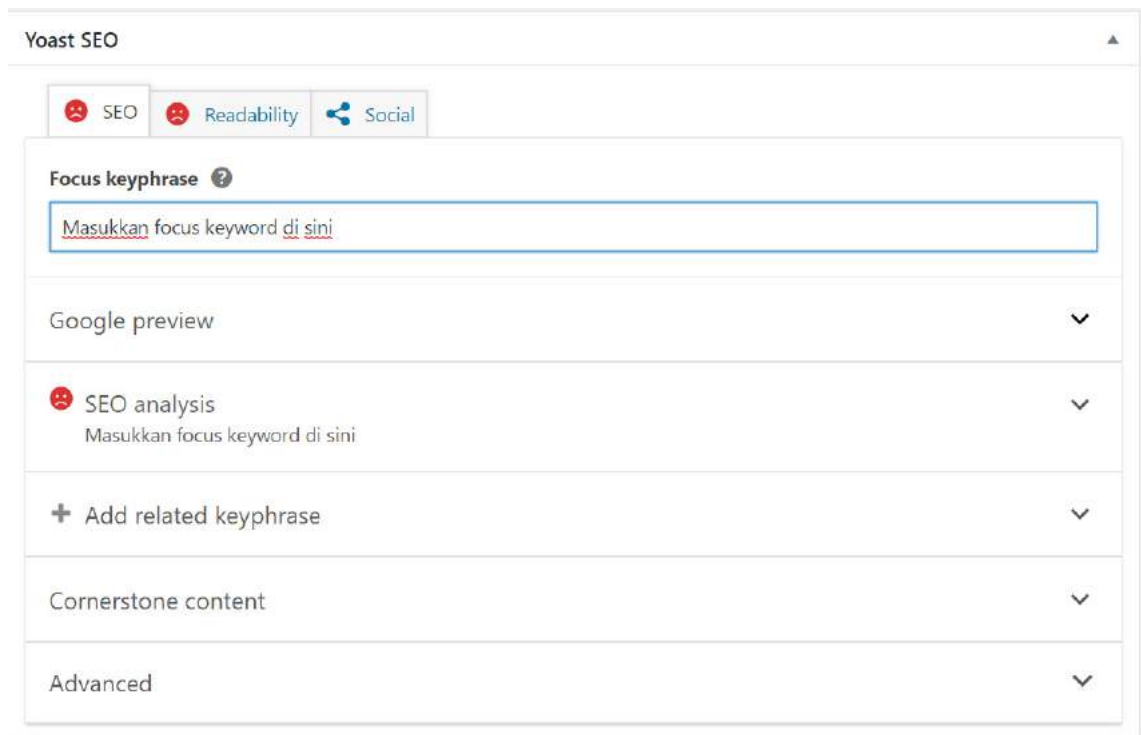 Yoast SEO
SEO
Readability
Social
Focus keyphrase
Masukkan focus keyword di sini
Google preview
SEO analysis
Masukkan focus keyword di sini
Add related keyphrase
Cornerstone content
Advanced